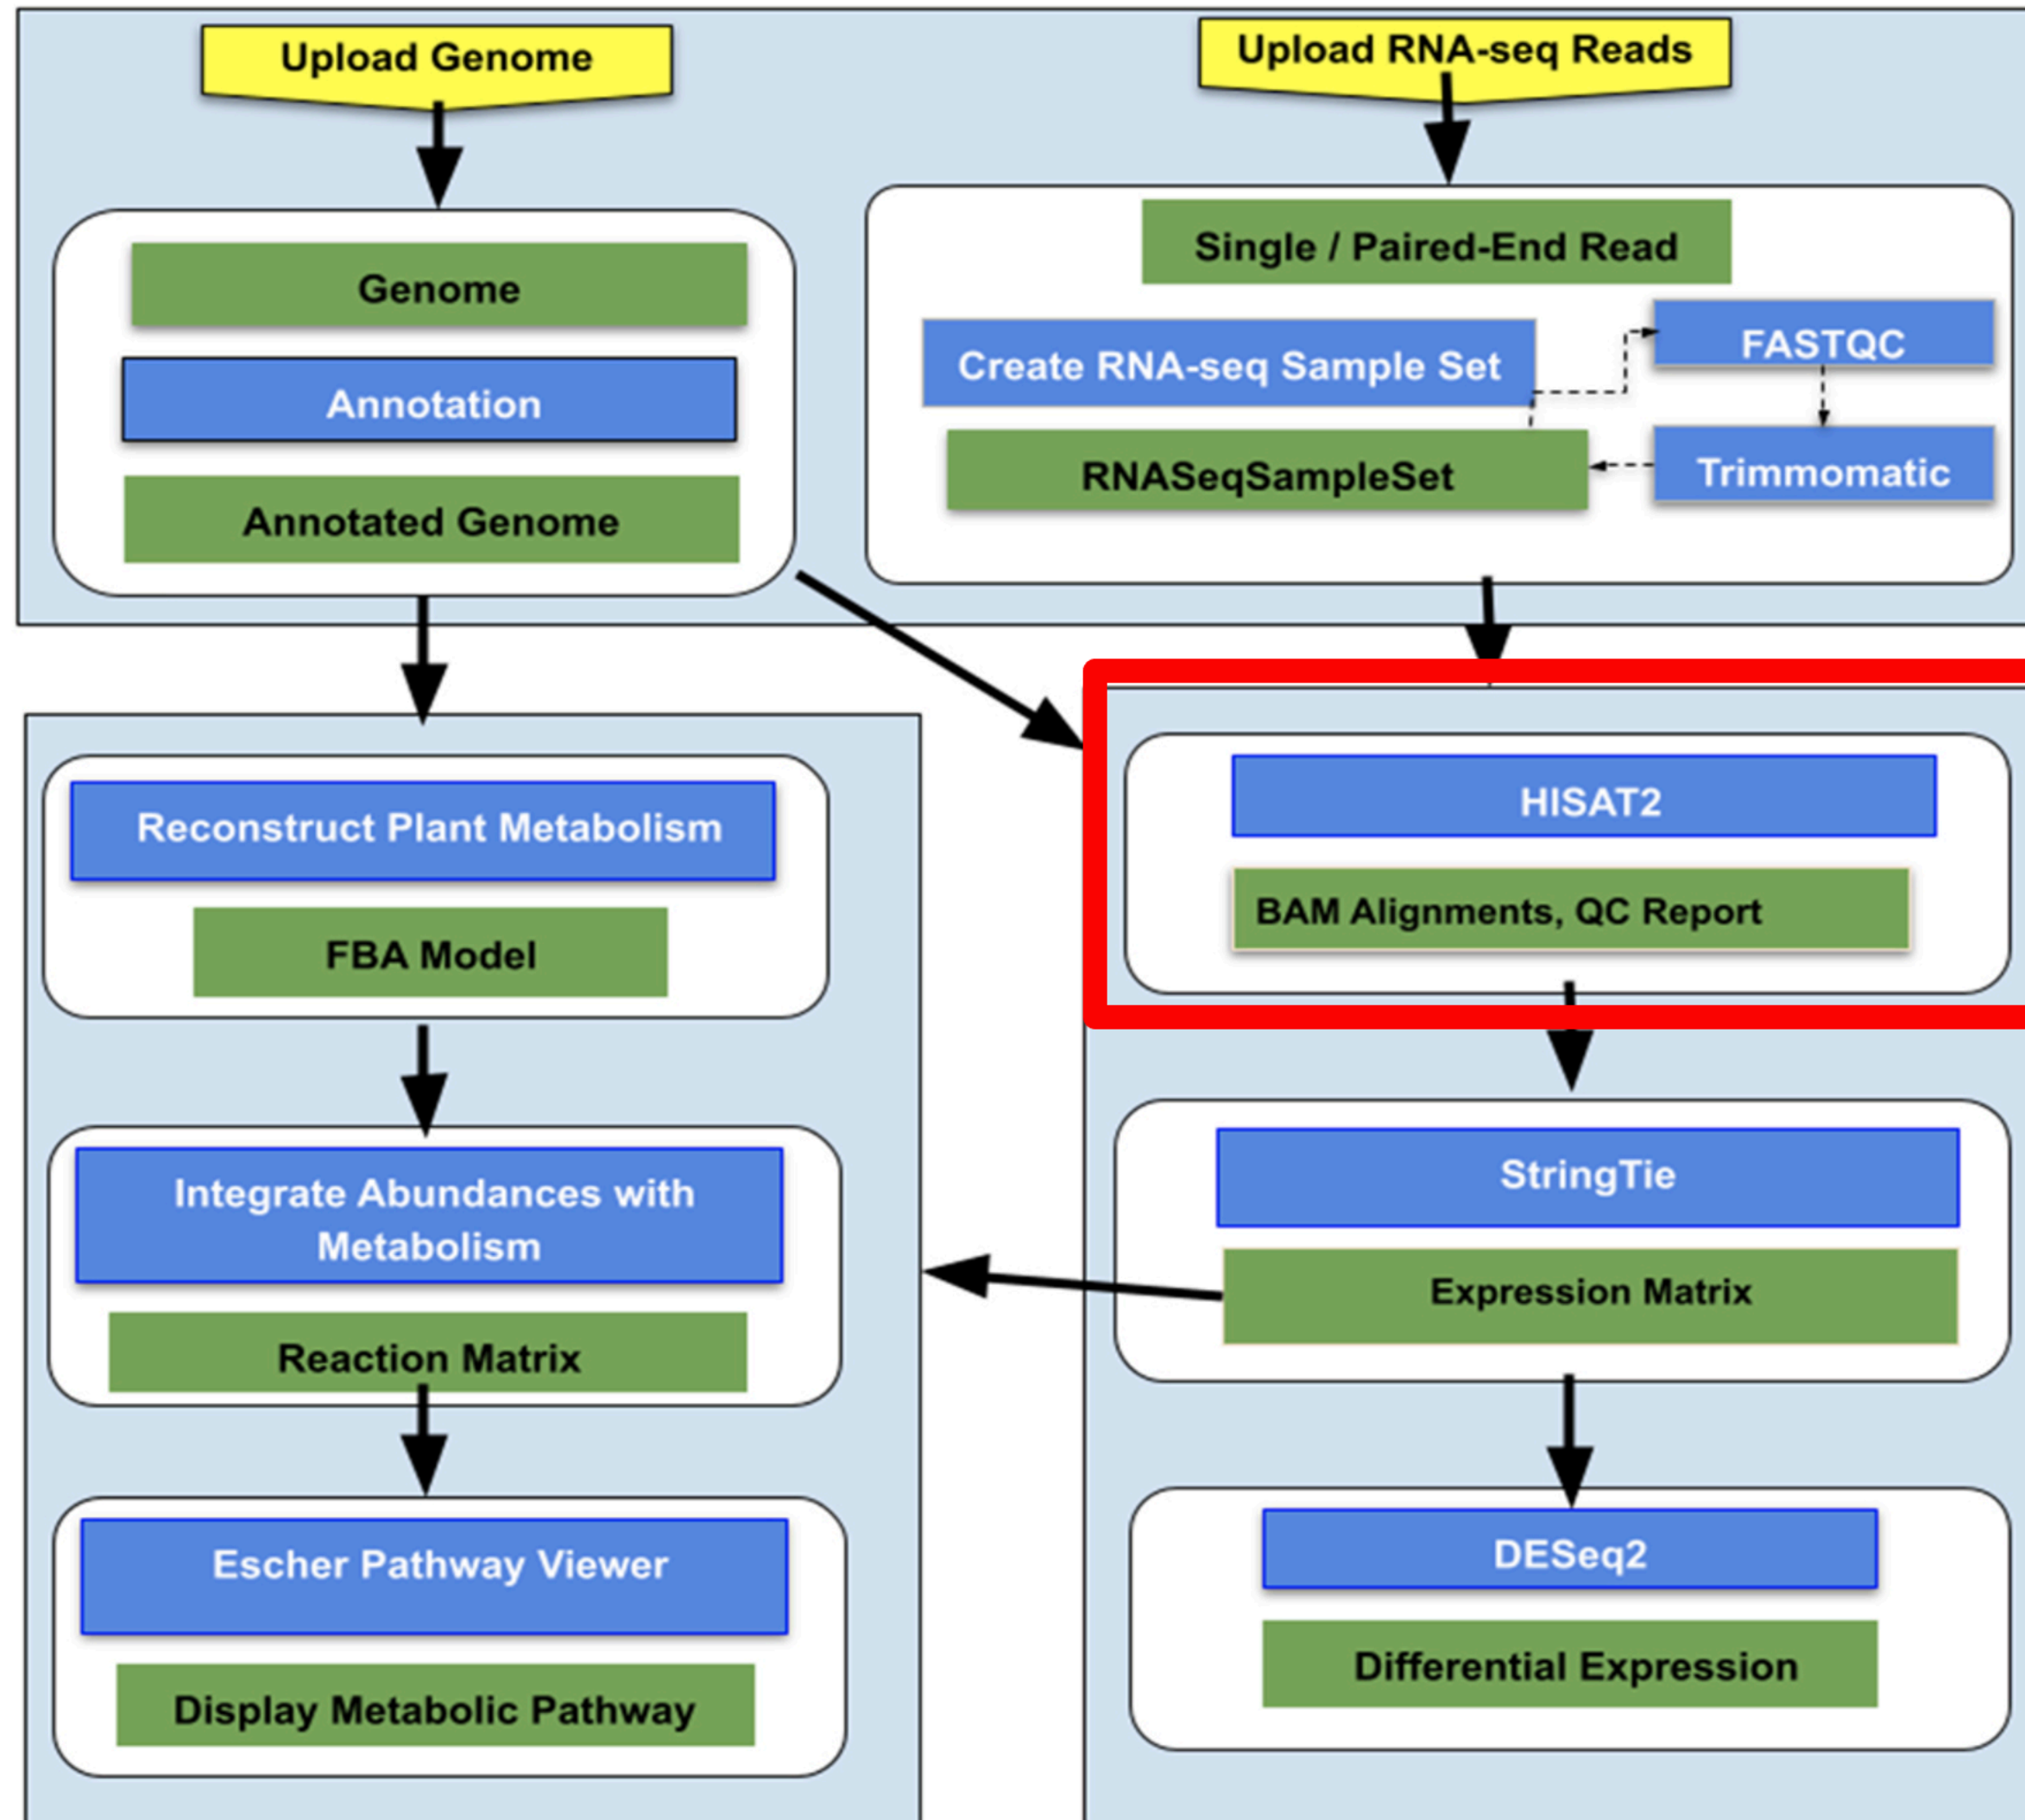 Upload Genome
Upload RNA-seq Reads
Genome
Annotation
Annotated Genome
Single / Paired-End Read
Create RNA-seq Sample Set
FASTQC
RNASeqSampleSet
Trimmomatic
Reconstruct Plant Metabolism
FBA Model
Integrate Abundances with
Metabolism
Reaction Matrix
Escher Pathway Viewer
Display Metabolic Pathway
HISAT2
BAM Alignments, QC Report
StringTie
Expression Matrix
DESeq2
Differential Expression